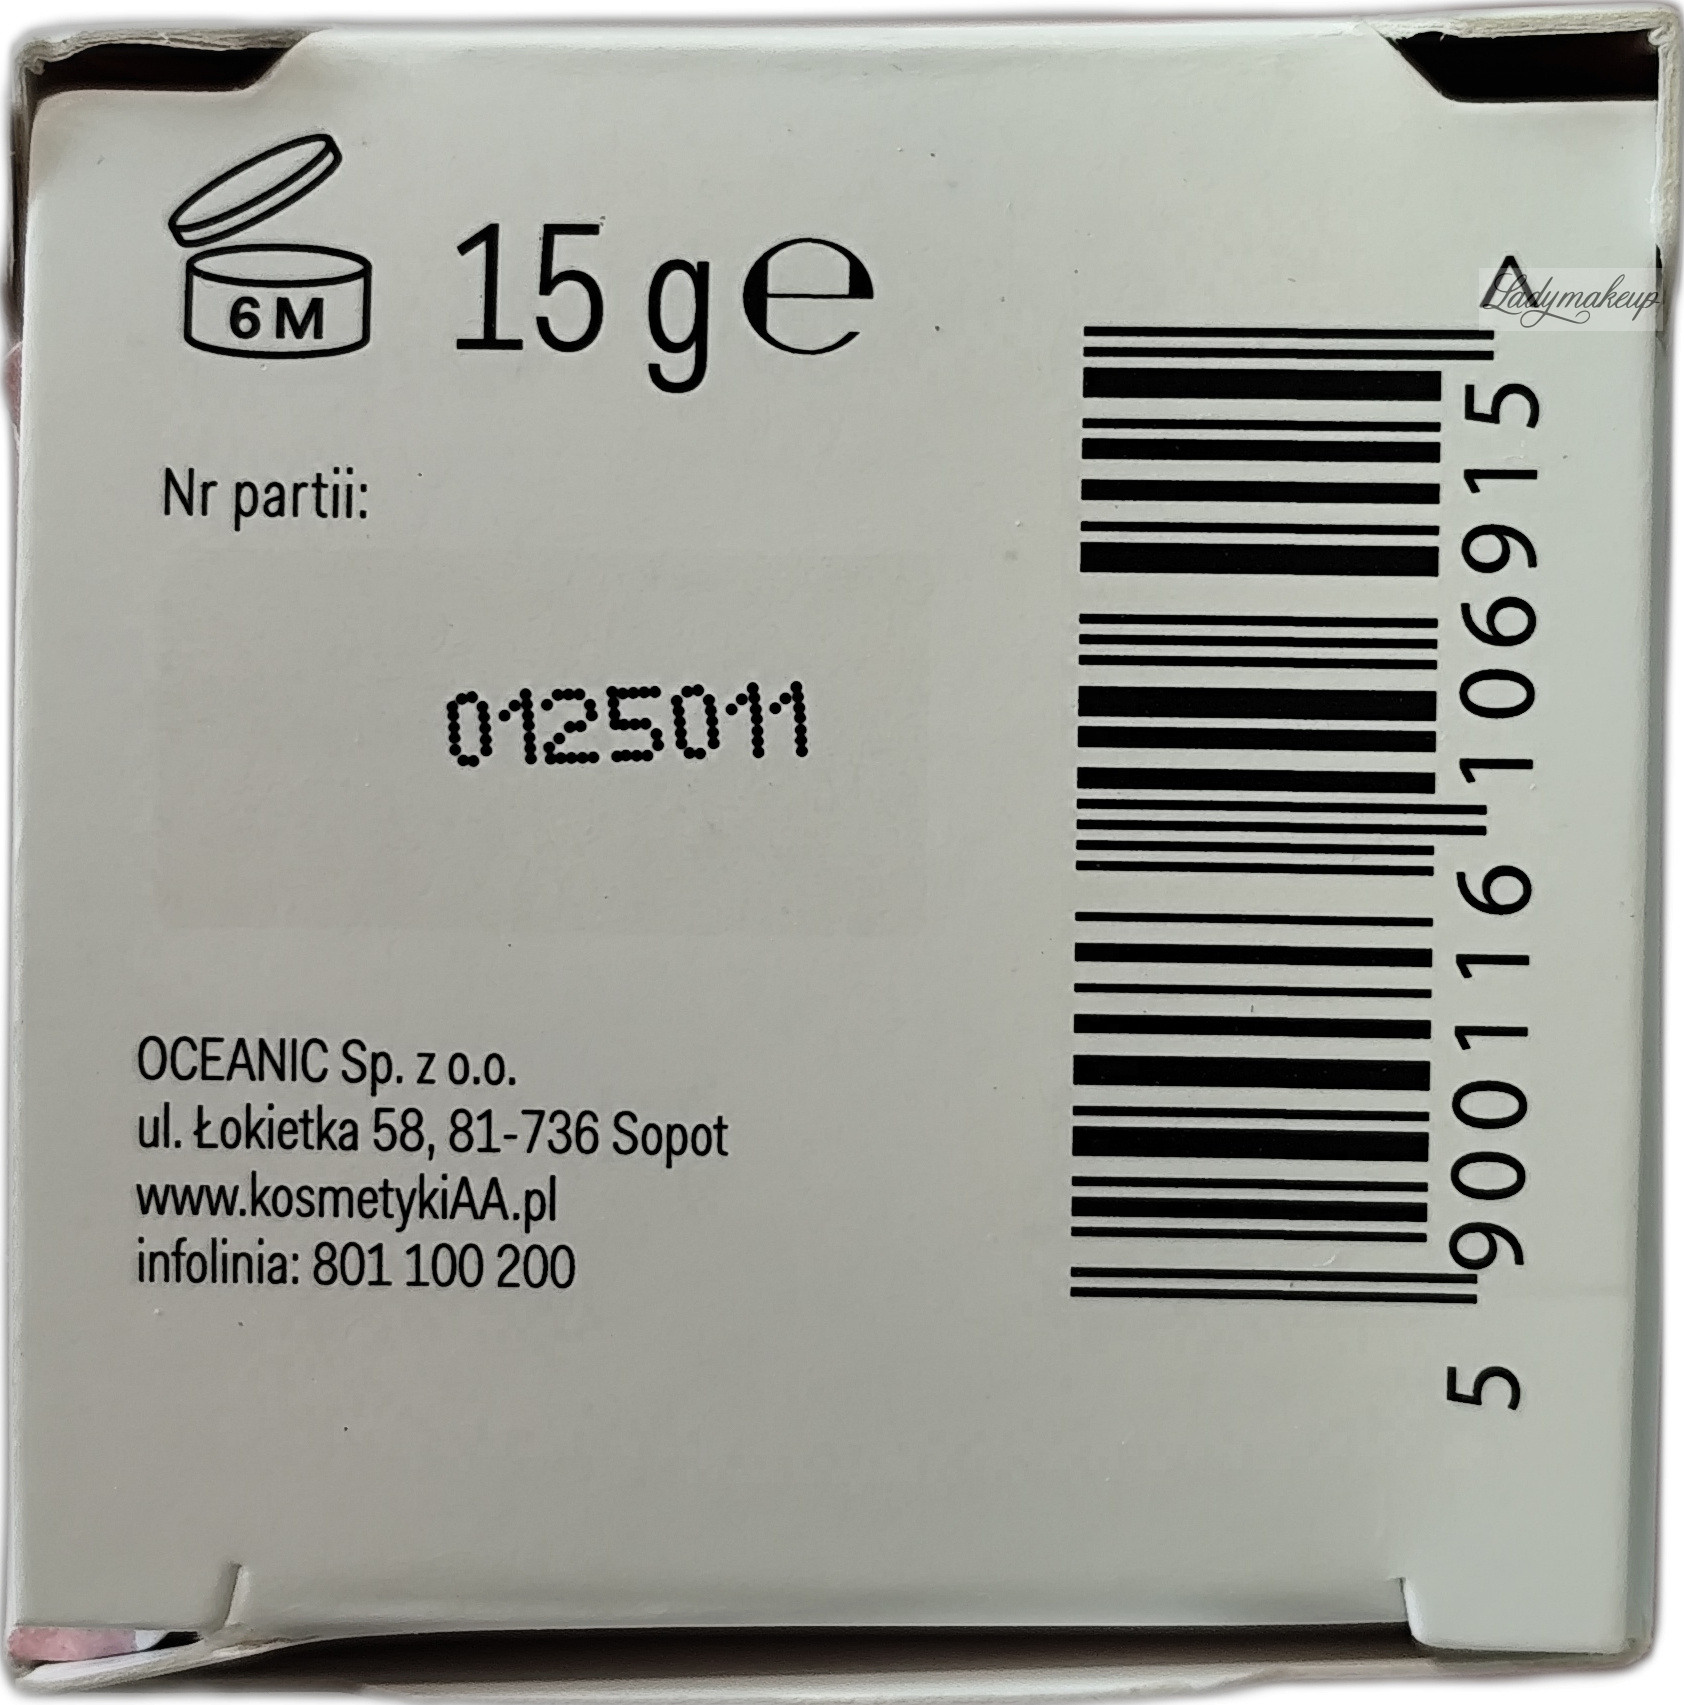 6M
15 g ℮
Nr partii:
0125011
OCEANIC Sp. z o.o.
ul. Łokietka 58, 81-736 Sopot
www.kosmetykiAA.pl
infolinia: 801 100 200
5 900116 106915 >
Ladymakeup